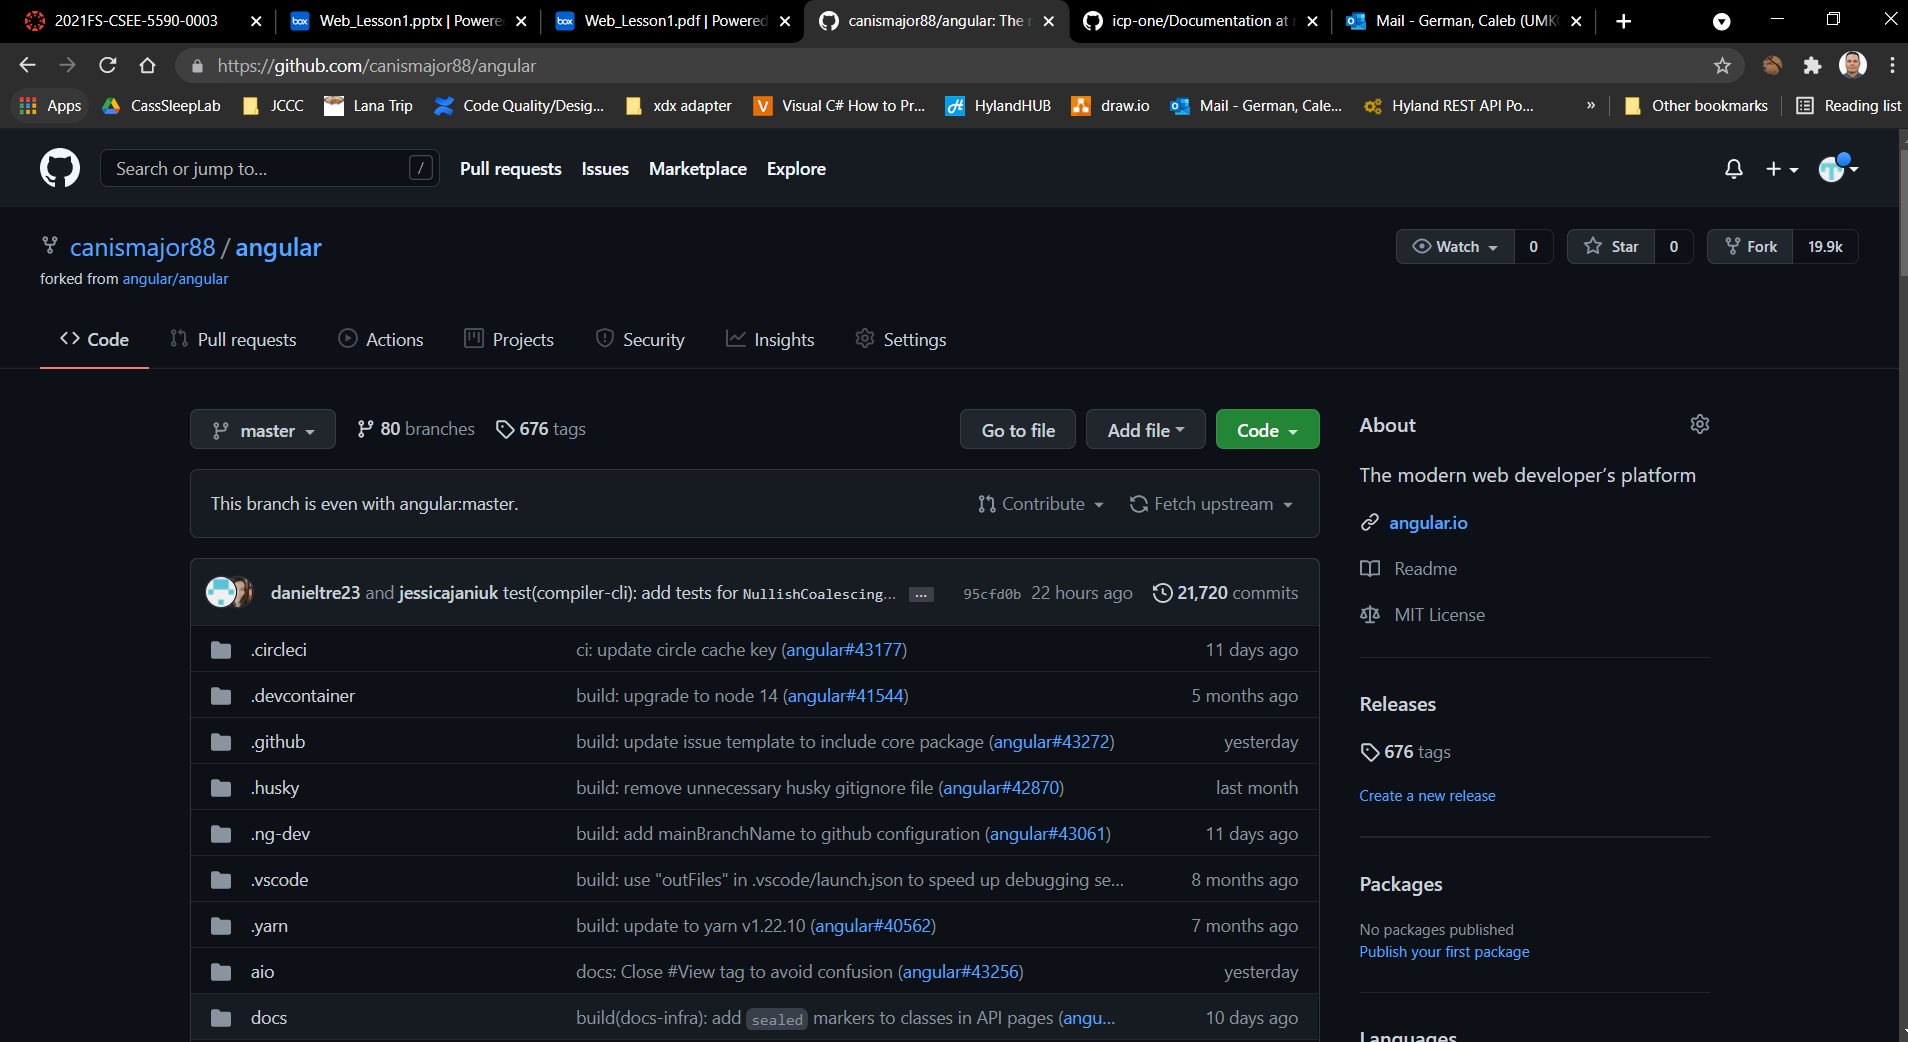 2021FS-CSEE-5590-0003
Web_Lesson1.pptx | Powere
Web_Lesson1.pdf | Powered
canismajor88/angular: The
icp-one/Documentation at
Mail - German, Caleb (UMK
https://github.com/canismajor88/angular
Apps CassSleepLab JCCC Lana Trip Code Quality/Desig... xdx adapter Visual C# How to Pr... HylandHUB draw.io Mail - German, Cale... Hyland REST API Po... » Other bookmarks Reading list
Search or jump to... / Pull requests Issues Marketplace Explore
canismajor88 / angular
Watch 0 Star 0 Fork 19.9k
forked from angular/angular
Code Pull requests Actions Projects Security Insights Settings
master 80 branches 676 tags Go to file Add file Code
This branch is even with angular:master. Contribute Fetch upstream
danieltre23 and jessicajaniuk test(compiler-cli): add tests for NullishCoalescing... ... 95cfd0b 22 hours ago 21,720 commits
.circleci ci: update circle cache key (angular#43177) 11 days ago
.devcontainer build: upgrade to node 14 (angular#41544) 5 months ago
.github build: update issue template to include core package (angular#43272) yesterday
.husky build: remove unnecessary husky gitignore file (angular#42870) last month
.ng-dev build: add mainBranchName to github configuration (angular#43061) 11 days ago
.vscode build: use "outFiles" in .vscode/launch.json to speed up debugging se... 8 months ago
.yarn build: update to yarn v1.22.10 (angular#40562) 7 months ago
aio docs: Close #View tag to avoid confusion (angular#43256) yesterday
docs build(docs-infra): add sealed markers to classes in API pages (angu... 10 days ago
About
The modern web developer's platform
angular.io
Readme
MIT License
Releases
676 tags
Create a new release
Packages
No packages published
Publish your first package
Languages